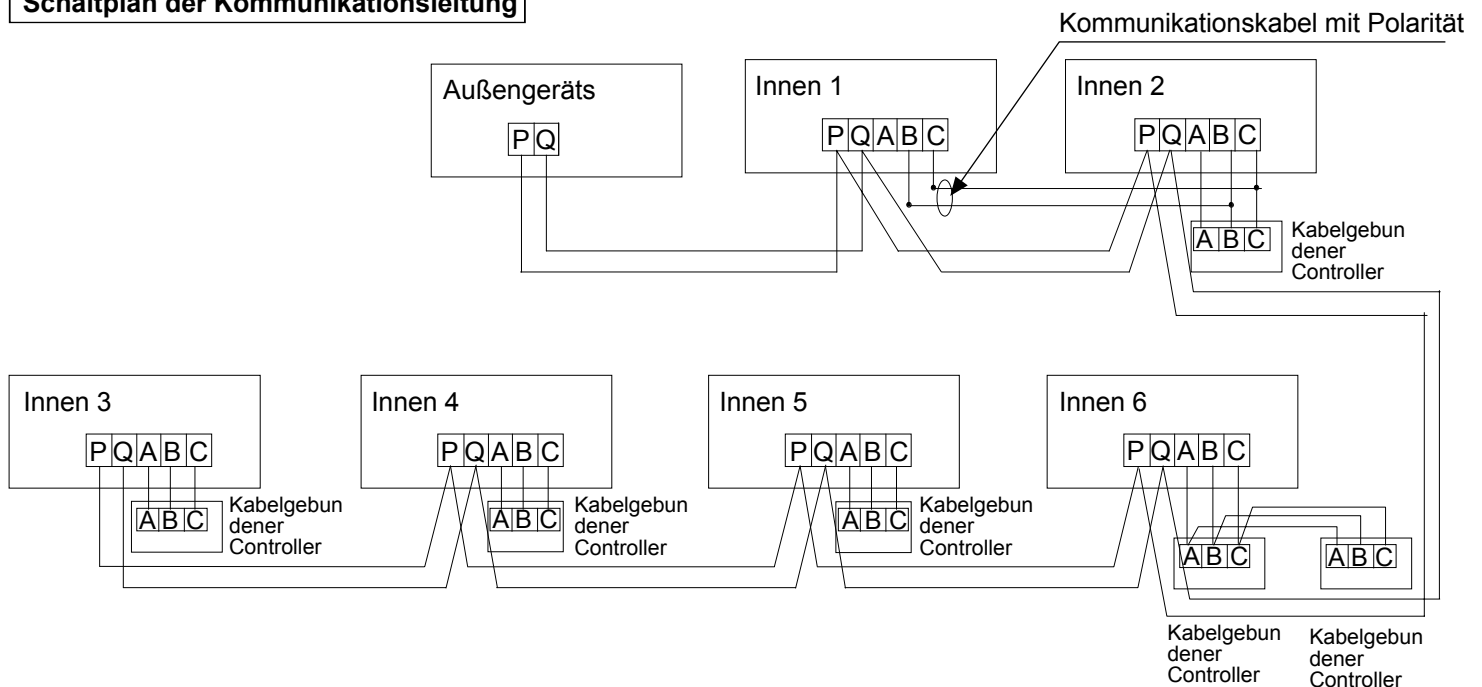 Schaltplan der Kommunikationsleitung
Kommunikationskabel mit Polarität
Außengeräts
P Q
Innen 1
P Q A B C
Innen 2
P Q A B C
A B C
Kabelgebun
dener
Controller
Innen 3
P Q A B C
A B C
Kabelgebun
dener
Controller
Innen 4
P Q A B C
A B C
Kabelgebun
dener
Controller
Innen 5
P Q A B C
A B C
Kabelgebun
dener
Controller
Innen 6
P Q A B C
A B C
Kabelgebun
dener
Controller
A B C
Kabelgebun
dener
Controller